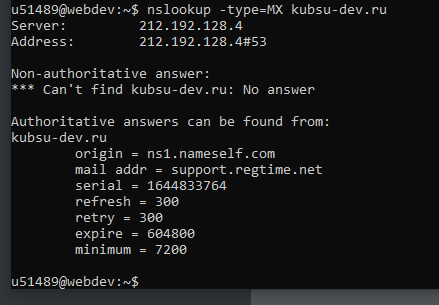 u51489@webdev:~$ nslookup -type=MX kubsu-dev.ru
Server:         212.192.128.4
Address:        212.192.128.4#53
Non-authoritative answer:
*** Can't find kubsu-dev.ru: No answer
Authoritative answers can be found from:
kubsu-dev.ru
        origin = ns1.nameself.com
        mail addr = support.regtime.net
        serial = 1644833764
        refresh = 300
        retry = 300
        expire = 604800
        minimum = 7200
u51489@webdev:~$